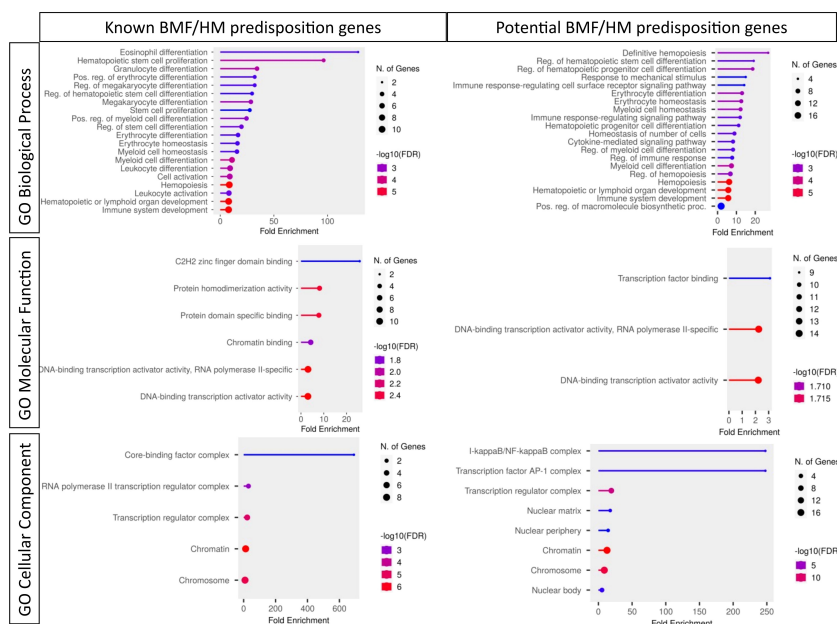 Known BMF/HM predisposition genes
Potential BMF/HM predisposition genes
GO Biological Process
Eosinophil differentiation
Hematopoietic stem cell proliferation
Granulocyte differentiation
Pos. reg. of erythrocyte differentiation
Reg. of megakaryocyte differentiation
Reg. of hematopoietic stem cell differentiation
Megakaryocyte differentiation
Stem cell proliferation
Pos. reg. of myeloid cell differentiation
Reg. of stem cell differentiation
Erythrocyte differentiation
Erythrocyte homeostasis
Myeloid cell homeostasis
Myeloid cell differentiation
Leukocyte differentiation
Cell activation
Hemopoiesis
Leukocyte activation
Hematopoietic or lymphoid organ development
Immune system development
0 50 100
Fold Enrichment
N. of Genes
2
4
6
8
10
-log10(FDR)
3
4
5
Definitive hemopoiesis
Reg. of hematopoietic stem cell differentiation
Reg. of hematopoietic progenitor cell differentiation
Response to mechanical stimulus
Immune response-regulating cell surface receptor signaling pathway
Erythrocyte differentiation
Erythrocyte homeostasis
Myeloid cell homeostasis
Immune response-regulating signaling pathway
Hematopoietic progenitor cell differentiation
Homeostasis of number of cells
Cytokine-mediated signaling pathway
Reg. of myeloid cell differentiation
Reg. of immune response
Myeloid cell differentiation
Reg. of hemopoiesis
Hemopoiesis
Hematopoietic or lymphoid organ development
Immune system development
Pos. reg. of macromolecule biosynthetic proc.
0 10 20
Fold Enrichment
N. of Genes
4
8
12
16
-log10(FDR)
3
4
5
GO Molecular Function
C2H2 zinc finger domain binding
Protein homodimerization activity
Protein domain specific binding
Chromatin binding
DNA-binding transcription activator activity, RNA polymerase II-specific
DNA-binding transcription activator activity
0 10 20
Fold Enrichment
N. of Genes
2
4
6
8
10
-log10(FDR)
1.8
2.0
2.2
2.4
Transcription factor binding
DNA-binding transcription activator activity, RNA polymerase II-specific
DNA-binding transcription activator activity
0 1 2 3
Fold Enrichment
N. of Genes
9
10
11
12
13
14
-log10(FDR)
1.710
1.715
GO Cellular Component
Core-binding factor complex
RNA polymerase II transcription regulator complex
Transcription regulator complex
Chromatin
Chromosome
0 200 400 600
Fold Enrichment
N. of Genes
2
4
6
8
-log10(FDR)
3
4
5
6
I-kappaB/NF-kappaB complex
Transcription factor AP-1 complex
Transcription regulator complex
Nuclear matrix
Nuclear periphery
Chromatin
Chromosome
Nuclear body
0 50 100 150 200 250
Fold Enrichment
N. of Genes
4
8
12
16
-log10(FDR)
5
10